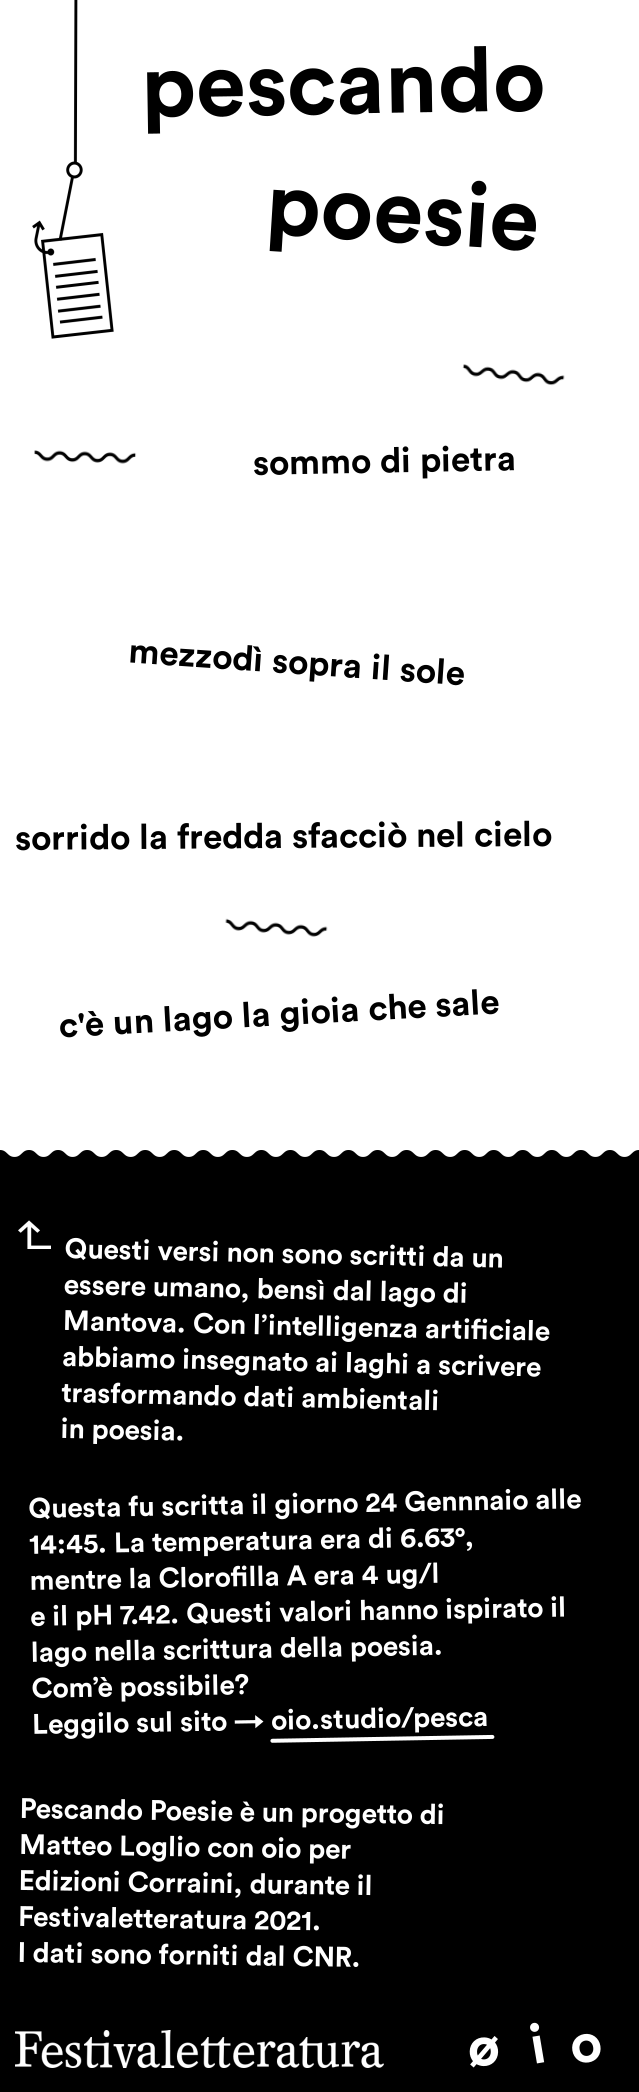 pescando
poesie
sommo di pietra
mezzodì sopra il sole
sorrido la fredda sfacciò nel cielo
c'è un lago la gioia che sale
Questi versi non sono scritti da un
essere umano, bensì dal lago di
Mantova. Con l’intelligenza artificiale
abbiamo insegnato ai laghi a scrivere
trasformando dati ambientali
in poesia.
Questa fu scritta il giorno 24 Gennnaio alle
14:45. La temperatura era di 6.63°,
mentre la Clorofilla A era 4 ug/l
e il pH 7.42. Questi valori hanno ispirato il
lago nella scrittura della poesia.
Com’è possibile?
Leggilo sul sito → oio.studio/pesca
Pescando Poesie è un progetto di
Matteo Loglio con oio per
Edizioni Corraini, durante il
Festivaletteratura 2021.
I dati sono forniti dal CNR.
Festivaletteratura ø i o